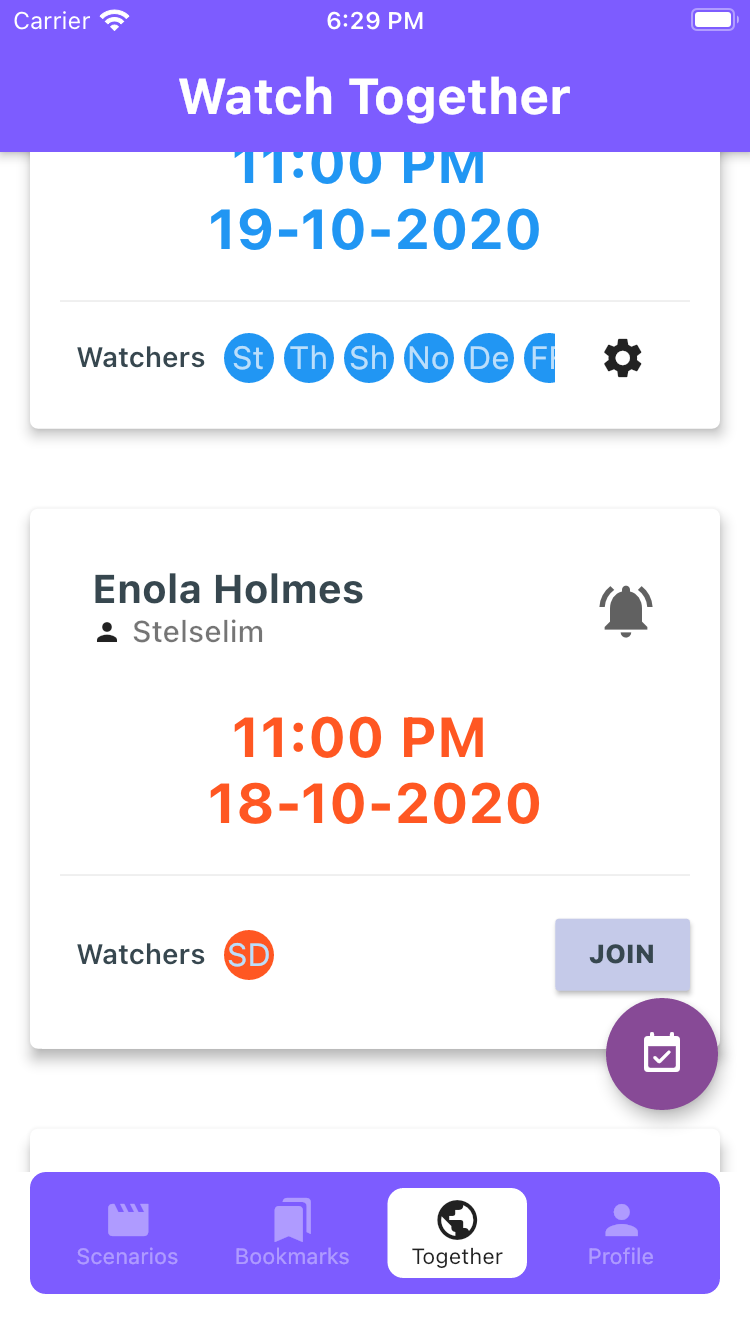 Carrier 6:29 PM
Watch Together
11:00 PM
19-10-2020
Watchers St Th Sh No De
Enola Holmes
Stelselim
11:00 PM
18-10-2020
Watchers SD JOIN
Scenarios Bookmarks Together Profile